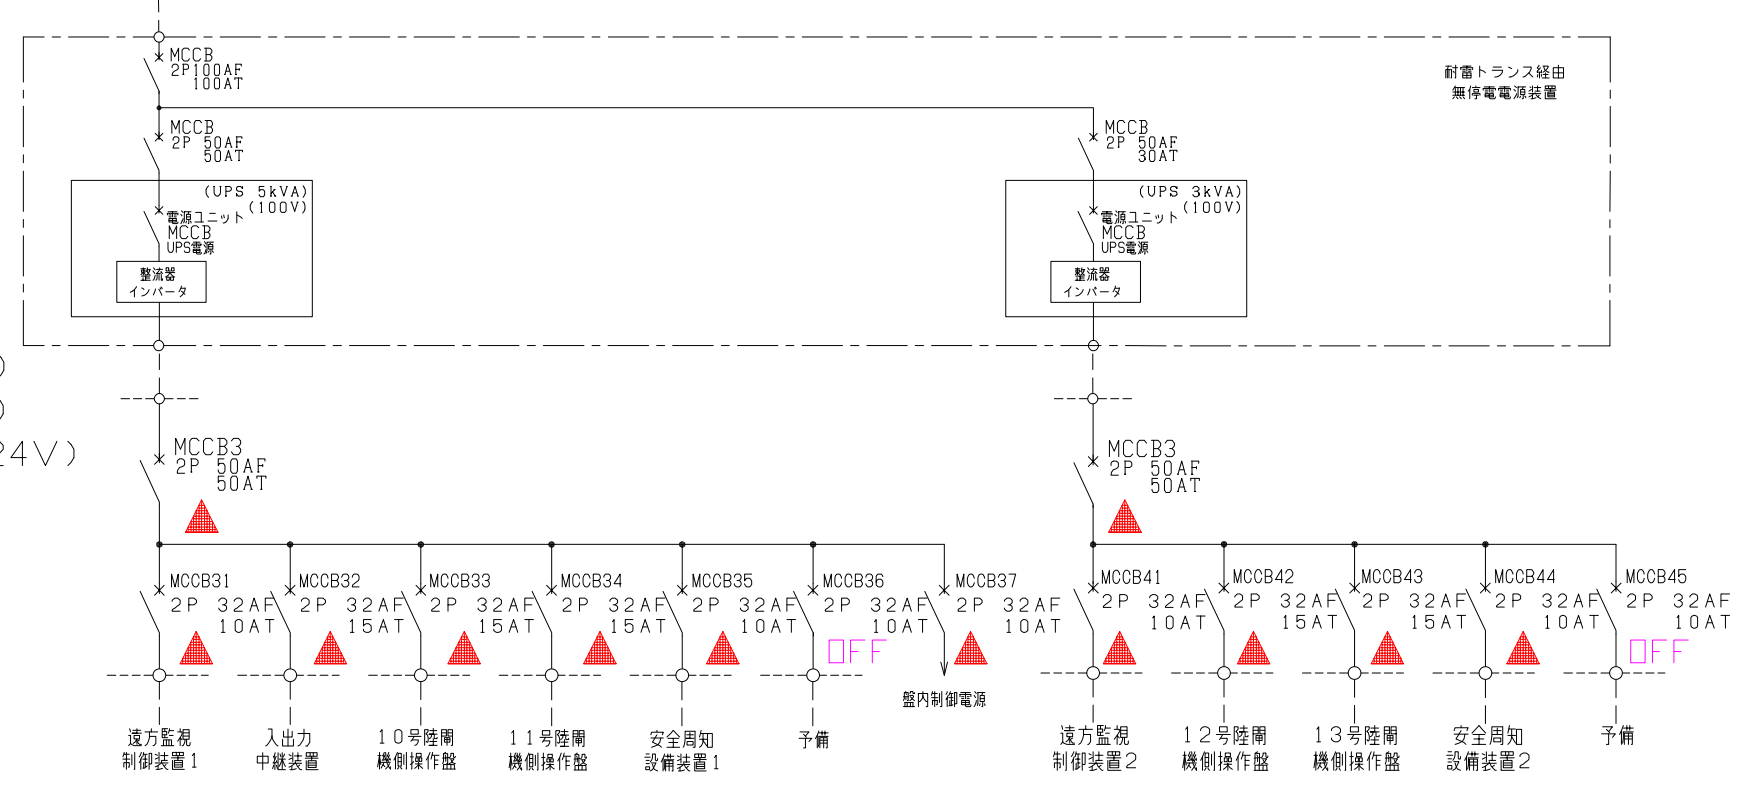 MCCB
2P100AF
100AT
耐雷トランス経由
無停電電源装置
MCCB
2P 50AF
50AT
MCCB
2P 50AF
30AT
(UPS 5kVA)
(100V)
電源ユニット
MCCB
UPS電源
整流器
インバータ
(UPS 3kVA)
(100V)
電源ユニット
MCCB
UPS電源
整流器
インバータ
24V)
MCCB3
2P 50AF
50AT
MCCB3
2P 50AF
50AT
MCCB31
2P 32AF
10AT
MCCB32
2P 32AF
15AT
MCCB33
2P 32AF
15AT
MCCB34
2P 32AF
15AT
MCCB35
2P 32AF
10AT
MCCB36
2P 32AF
10AT
OFF
MCCB37
2P 32AF
10AT
MCCB41
2P 32AF
10AT
MCCB42
2P 32AF
15AT
MCCB43
2P 32AF
15AT
MCCB44
2P 32AF
10AT
MCCB45
2P 32AF
10AT
OFF
遠方監視
制御装置1
入出力
中継装置
10号陸閘
機側操作盤
11号陸閘
機側操作盤
安全周知
設備装置1
予備
盤内制御電源
遠方監視
制御装置2
12号陸閘
機側操作盤
13号陸閘
機側操作盤
安全周知
設備装置2
予備